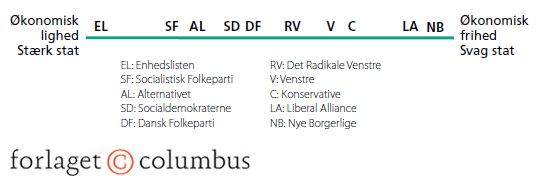 Økonomisk lighed Stærk stat
EL SF AL SD DF RV V C LA NB
Økonomisk frihed Svag stat
EL: Enhedslisten
SF: Socialistisk Folkeparti
AL: Alternativet
SD: Socialdemokraterne
DF: Dansk Folkeparti
RV: Det Radikale Venstre
V: Venstre
C: Konservative
LA: Liberal Alliance
NB: Nye Borgerlige
forlaget © columbus